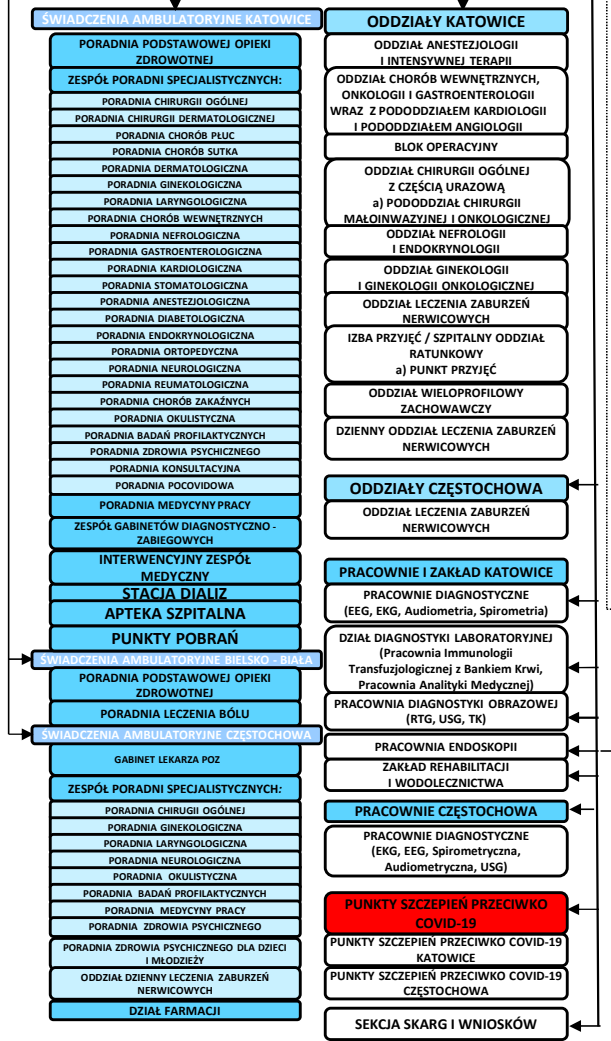 ŚWIADCZENIA AMBULATORYJNE KATOWICE
PORADNIA PODSTAWOWEJ OPIEKI
ZDROWOTNEJ
ZESPÓŁ PORADNI SPECJALISTYCZNYCH:
PORADNIA CHIRURGII OGÓLNEJ
PORADNIA CHIRURGII DERMATOLOGICZNEJ
PORADNIA CHORÓB PŁUC
PORADNIA CHORÓB SUTKA
PORADNIA DERMATOLOGICZNA
PORADNIA GINEKOLOGICZNA
PORADNIA LARYNGOLOGICZNA
PORADNIA CHORÓB WEWNĘTRZNYCH
PORADNIA NEFROLOGICZNA
PORADNIA GASTROENTEROLOGICZNA
PORADNIA KARDIOLOGICZNA
PORADNIA STOMATOLOGICZNA
PORADNIA ANESTEZJOLOGICZNA
PORADNIA DIABETOLOGICZNA
PORADNIA ENDOKRYNOLOGICZNA
PORADNIA ORTOPEDYCZNA
PORADNIA NEUROLOGICZNA
PORADNIA REUMATOLOGICZNA
PORADNIA CHORÓB ZAKAŹNYCH
PORADNIA OKULISTYCZNA
PORADNIA BADAŃ PROFILAKTYCZNYCH
PORADNIA ZDROWIA PSYCHICZNEGO
PORADNIA KONSULTACYJNA
PORADNIA POCOVIDOWA
PORADNIA MEDYCYNY PRACY
ZESPÓŁ GABINETÓW DIAGNOSTYCZNO -
ZABIEGOWYCH
INTERWENCYJNY ZESPÓŁ
MEDYCZNY
STACJA DIALIZ
APTEKA SZPITALNA
PUNKTY POBRAŃ
ŚWIADCZENIA AMBULATORYJNE BIELSKO - BIAŁA
PORADNIA PODSTAWOWEJ OPIEKI
ZDROWOTNEJ
PORADNIA LECZENIA BÓLU
ŚWIADCZENIA AMBULATORYJNE CZĘSTOCHOWA
GABINET LEKARZA POZ
ZESPÓŁ PORADNI SPECJALISTYCZNYCH:
PORADNIA CHIRUGII OGÓLNEJ
PORADNIA GINEKOLOGICZNA
PORADNIA LARYNGOLOGICZNA
PORADNIA NEUROLOGICZNA
PORADNIA OKULISTYCZNA
PORADNIA BADAŃ PROFILAKTYCZNYCH
PORADNIA MEDYCYNY PRACY
PORADNIA ZDROWIA PSYCHICZNEGO
PORADNIA ZDROWIA PSYCHICZNEGO DLA DZIECI
I MŁODZIEŻY
ODDZIAŁ DZIENNY LECZENIA ZABURZEŃ
NERWICOWYCH
DZIAŁ FARMACJI
ODDZIAŁY KATOWICE
ODDZIAŁ ANESTEZJOLOGII
I INTENSYWNEJ TERAPII
ODDZIAŁ CHORÓB WEWNĘTRZNYCH,
ONKOLOGII I GASTROENTEROLOGII
WRAZ Z PODODDZIAŁEM KARDIOLOGII
I PODODDZIAŁEM ANGIOLOGII
BLOK OPERACYJNY
ODDZIAŁ CHIRURGII OGÓLNEJ
Z CZĘŚCIĄ URAZOWĄ
a) PODODDZIAŁ CHIRURGII
MAŁOINWAZYJNEJ I ONKOLOGICZNEJ
ODDZIAŁ NEFROLOGII
I ENDOKRYNOLOGII
ODDZIAŁ GINEKOLOGII
I GINEKOLOGII ONKOLOGICZNEJ
ODDZIAŁ LECZENIA ZABURZEŃ
NERWICOWYCH
IZBA PRZYJĘĆ / SZPITALNY ODDZIAŁ
RATUNKOWY
a) PUNKT PRZYJĘĆ
ODDZIAŁ WIELOPROFILOWY
ZACHOWAWCZY
DZIENNY ODDZIAŁ LECZENIA ZABURZEŃ
NERWICOWYCH
ODDZIAŁY CZĘSTOCHOWA
ODDZIAŁ LECZENIA ZABURZEŃ
NERWICOWYCH
PRACOWNIE I ZAKŁAD KATOWICE
PRACOWNIE DIAGNOSTYCZNE
(EEG, EKG, Audiometria, Spirometria)
DZIAŁ DIAGNOSTYKI LABORATORYJNEJ
(Pracownia Immunologii
Transfuzjologicznej z Bankiem Krwi,
Pracownia Analityki Medycznej)
PRACOWNIA DIAGNOSTYKI OBRAZOWEJ
(RTG, USG, TK)
PRACOWNIA ENDOSKOPII
ZAKŁAD REHABILITACJI
I WODOLECZNICTWA
PRACOWNIE CZĘSTOCHOWA
PRACOWNIE DIAGNOSTYCZNE
(EKG, EEG, Spirometryczna,
Audiometryczna, USG)
PUNKTY SZCZEPIEŃ PRZECIWKO
COVID-19
PUNKTY SZCZEPIEŃ PRZECIWKO COVID-19
KATOWICE
PUNKTY SZCZEPIEŃ PRZECIWKO COVID-19
CZĘSTOCHOWA
SEKCJA SKARG I WNIOSKÓW